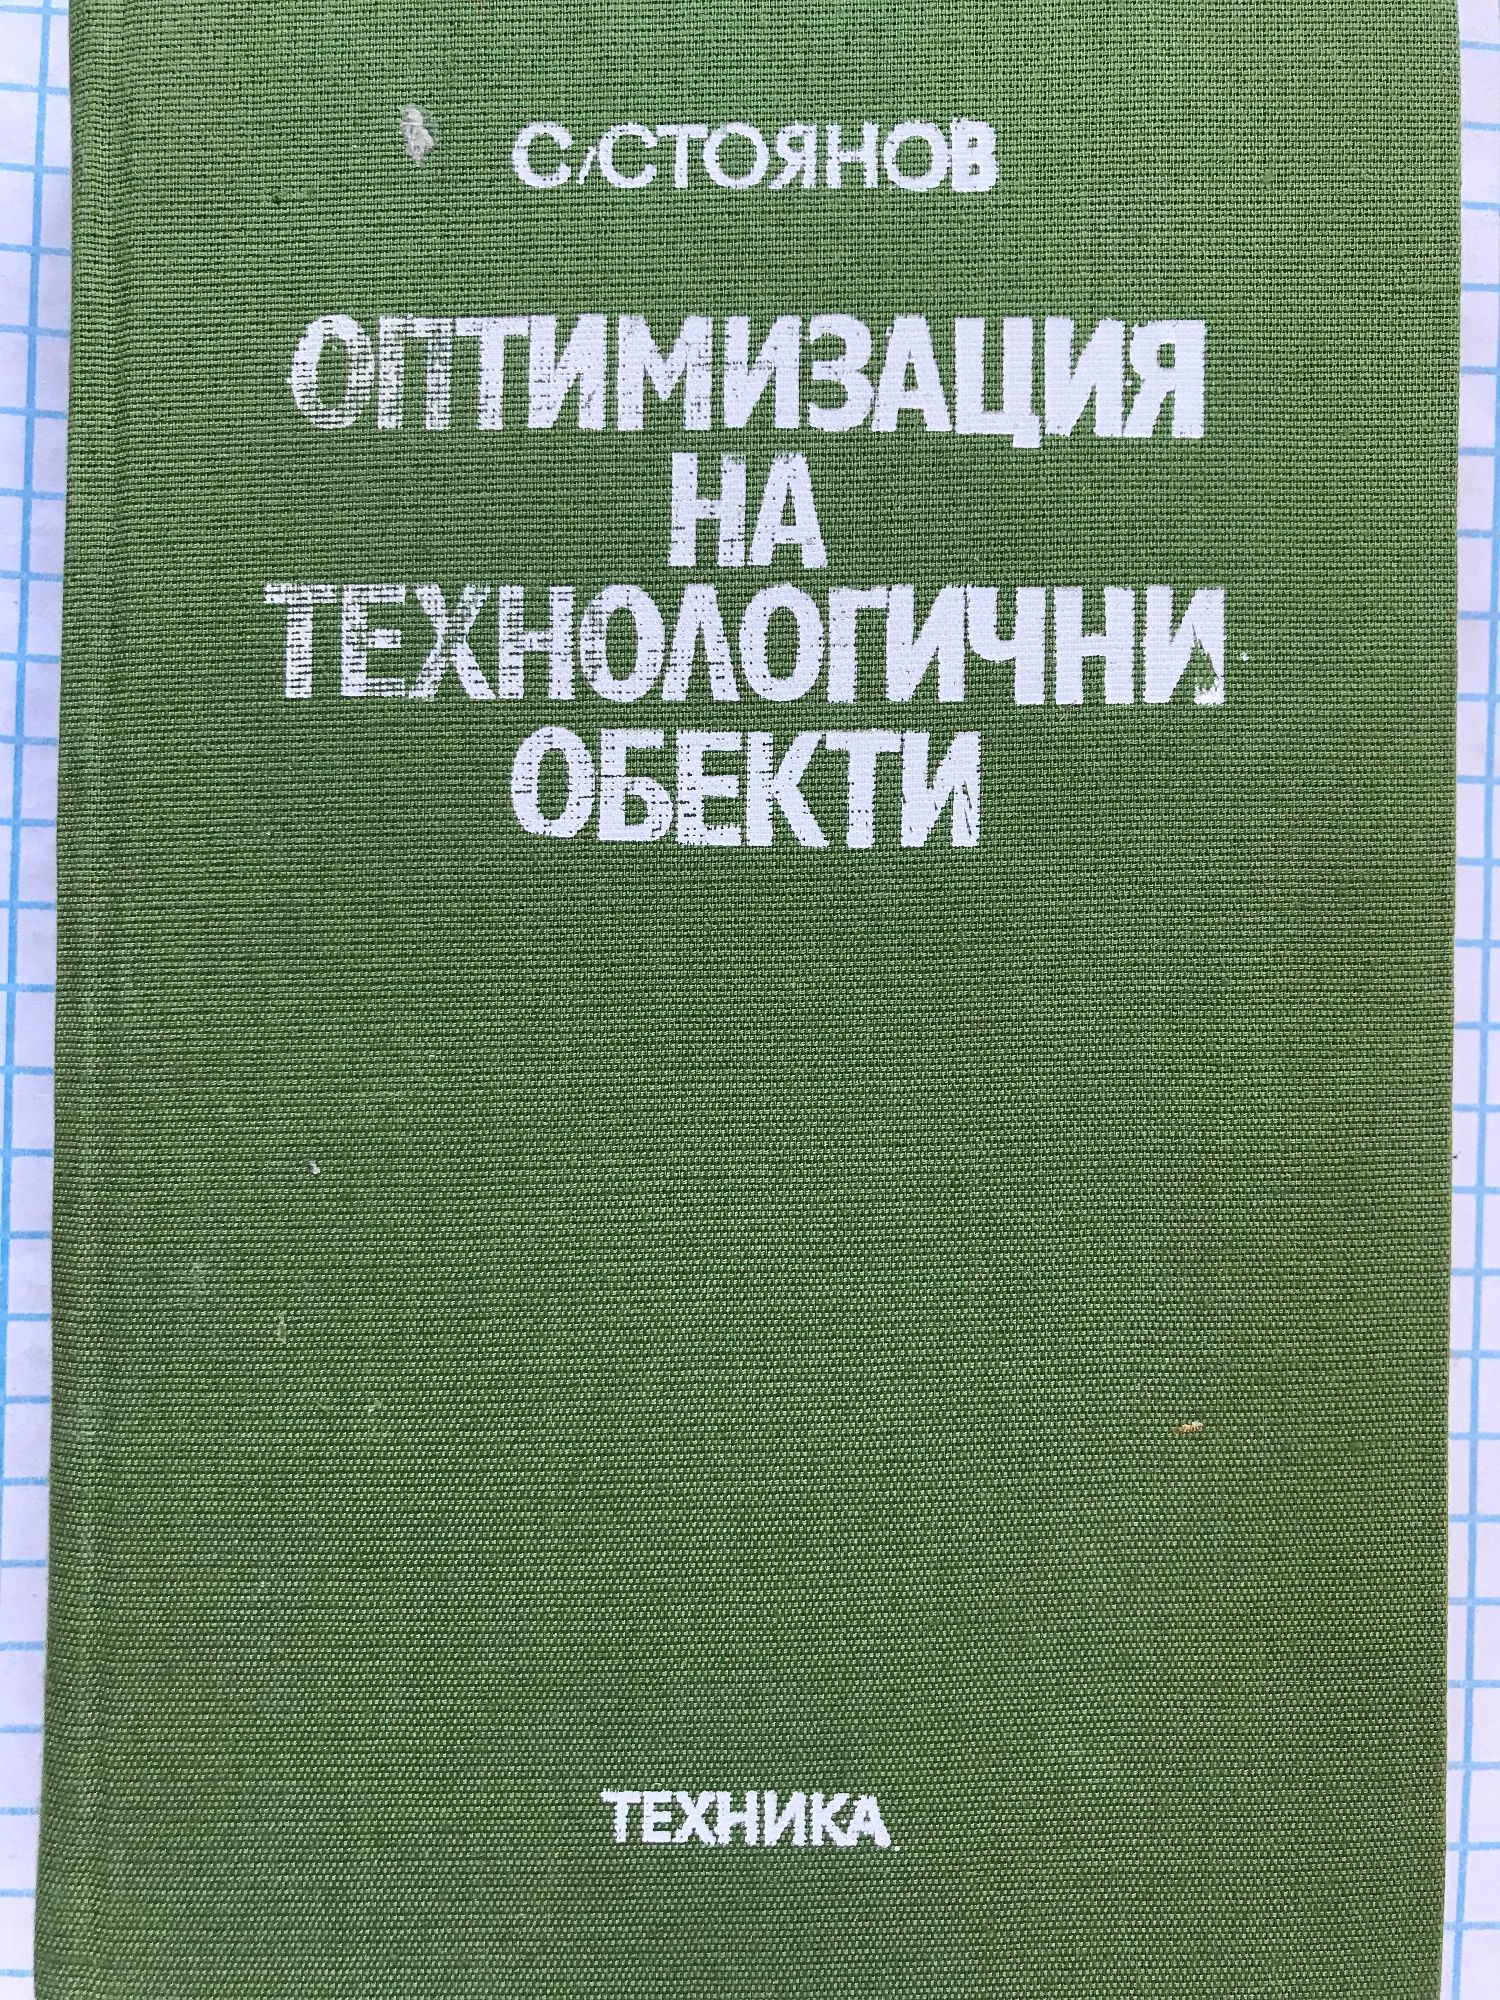 С. СТОЯНОВ
ОПТИМИЗАЦИЯ
НА
ТЕХНОЛОГИЧНИ
ОБЕКТИ
ТЕХНИКА